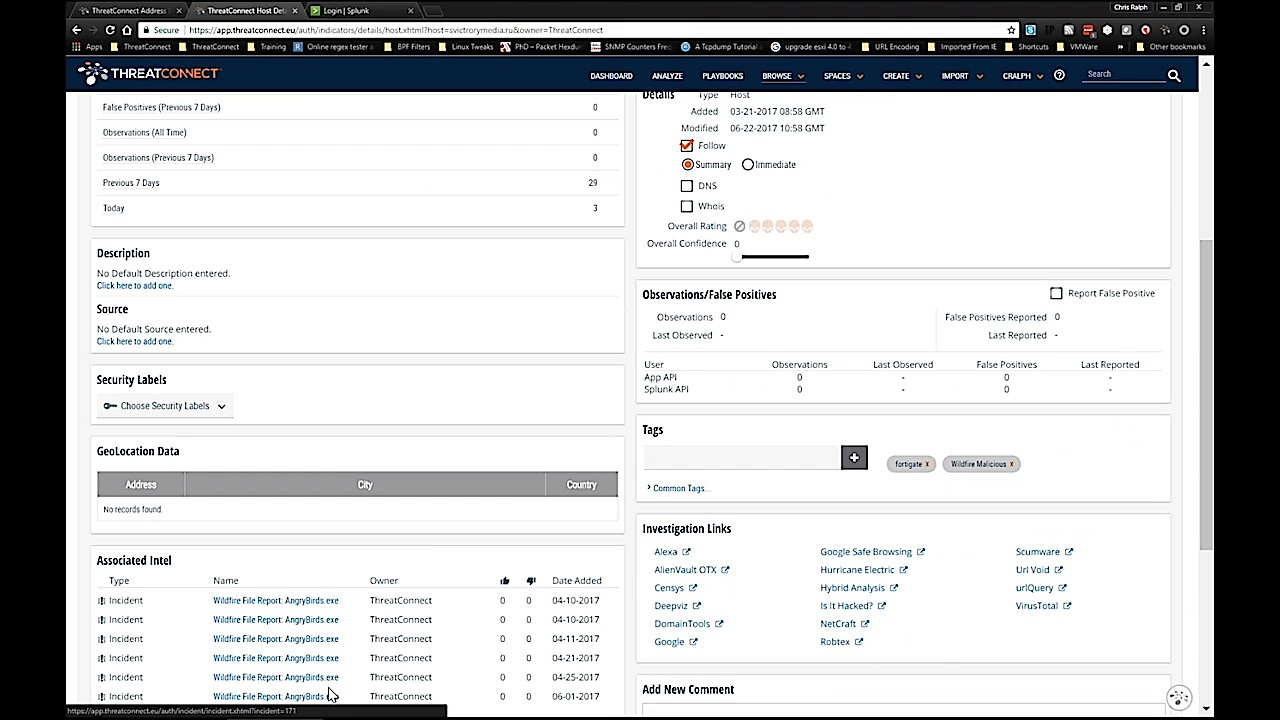 ThreatConnect Address
ThreatConnect Host Det
Login | Splunk
Chris Ralph
Secure https://app.threatconnect.eu/auth/indicators/details/host.xhtml?host=svictrorymedia.ru&owner=ThreatConnect
Apps ThreatConnect ThreatConnect Training Online regex tester BPF Filters Linux Tweaks PhD - Packet Hexdu SNMP Counters Freq A Tcpdump Tutorial upgrade esxi 4.0 to URL Encoding Imported From IE Shortcuts VMWare » Other bookmarks
THREATCONNECT DASHBOARD ANALYZE PLAYBOOKS BROWSE SPACES CREATE IMPORT CRALPH Search
False Positives (Previous 7 Days) 0
Observations (All Time) 0
Observations (Previous 7 Days) 0
Previous 7 Days 29
Today 3
Description
No Default Description entered.
Click here to add one.
Source
No Default Source entered.
Click here to add one.
Security Labels
Choose Security Labels
GeoLocation Data
Address City Country
No records found.
Associated Intel
Type Name Owner Date Added
Incident Wildfire File Report: AngryBirds.exe ThreatConnect 0 0 04-10-2017
Incident Wildfire File Report: AngryBirds.exe ThreatConnect 0 0 04-10-2017
Incident Wildfire File Report: AngryBirds.exe ThreatConnect 0 0 04-11-2017
Incident Wildfire File Report: AngryBirds.exe ThreatConnect 0 0 04-21-2017
Incident Wildfire File Report: AngryBirds.exe ThreatConnect 0 0 04-25-2017
Incident Wildfire File Report: AngryBirds.exe ThreatConnect 0 0 06-01-2017
https://app.threatconnect.eu/auth/incident/incident.xhtml?incident=171
Details Type Host
Added 03-21-2017 08:58 GMT
Modified 06-22-2017 10:58 GMT
Follow
Summary Immediate
DNS
Whois
Overall Rating
Overall Confidence 0
Observations/False Positives Report False Positive
Observations 0 False Positives Reported 0
Last Observed - Last Reported -
User Observations Last Observed False Positives Last Reported
App API 0 - 0 -
Splunk API 0 - 0 -
Tags
fortigate x Wildfire Malicious x
Common Tags...
Investigation Links
Alexa Google Safe Browsing Scumware
AlienVault OTX Hurricane Electric Url Void
Censys Hybrid Analysis urlQuery
Deepviz Is It Hacked? VirusTotal
DomainTools NetCraft
Google Robtex
Add New Comment